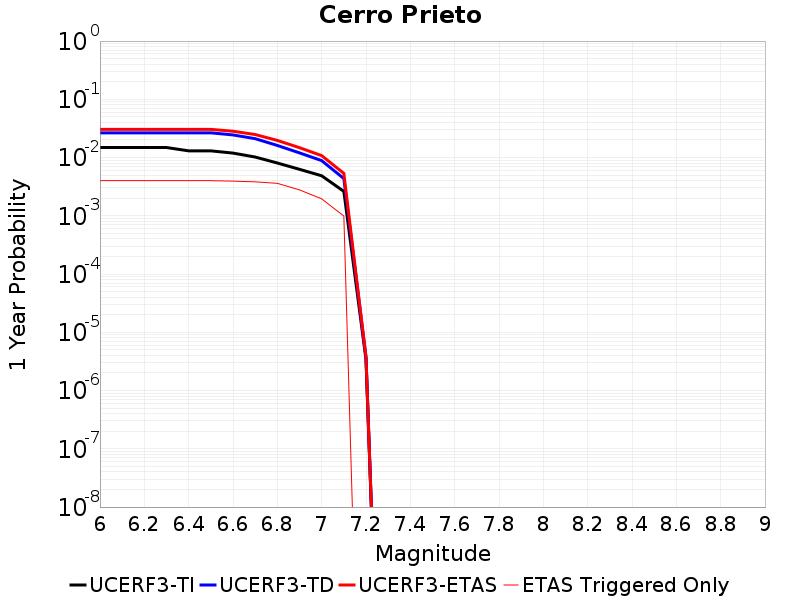 Cerro Prieto
1 Year Probability
10^0
10^-1
10^-2
10^-3
10^-4
10^-5
10^-6
10^-7
10^-8
6 6.2 6.4 6.6 6.8 7 7.2 7.4 7.6 7.8 8 8.2 8.4 8.6 8.8 9
Magnitude
UCERF3-TI UCERF3-TD UCERF3-ETAS ETAS Triggered Only